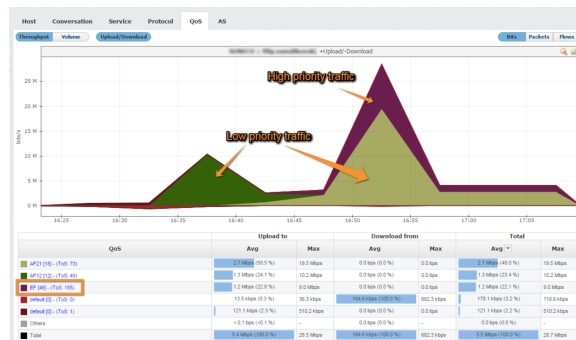 Host Conversation Service Protocol QoS AS
Throughput Volume Upload/Download Bits Packets Flows
+Upload/-Download
High priority traffic
Low priority traffic
bits/s
25 M
20 M
15 M
10 M
5 M
0 M
16:25 16:30 16:35 16:40 16:45 16:50 16:55 17:00 17:05
Upload to Download from Total
QoS Avg Max Avg Max Avg Max
AF21 [18] - (ToS: 73) 2.7 Mbps (50.5 %) 19.5 Mbps 0.0 bps (0.0 %) 0.0 bps 2.7 Mbps (49.0 %) 19.5 Mbps
AF12 [12] - (ToS: 49) 1.3 Mbps (24.1 %) 10.2 Mbps 0.0 bps (0.0 %) 0.0 bps 1.3 Mbps (23.4 %) 10.2 Mbps
EF [46] - (ToS: 185) 1.2 Mbps (22.8 %) 9.0 Mbps 0.0 bps (0.0 %) 0.0 bps 1.2 Mbps (22.1 %) 9.0 Mbps
default [0] - (ToS: 0) 13.5 kbps (0.3 %) 36.3 kbps 164.6 kbps (100.0 %) 682.3 kbps 178.1 kbps (3.2 %) 718.6 kbps
default [0] - (ToS: 1) 121.1 kbps (2.3 %) 510.2 kbps 0.0 bps (0.0 %) 0.0 bps 121.1 kbps (2.2 %) 510.2 kbps
Others < 0.1 bps (<0.1 %) - 0.0 bps (0.0 %) - 0.0 bps (0.0 %) -
Total 5.4 Mbps (100.0 %) 28.5 Mbps 164.6 kbps (100.0 %) 682.3 kbps 5.5 Mbps (100.0 %) 28.7 Mbps